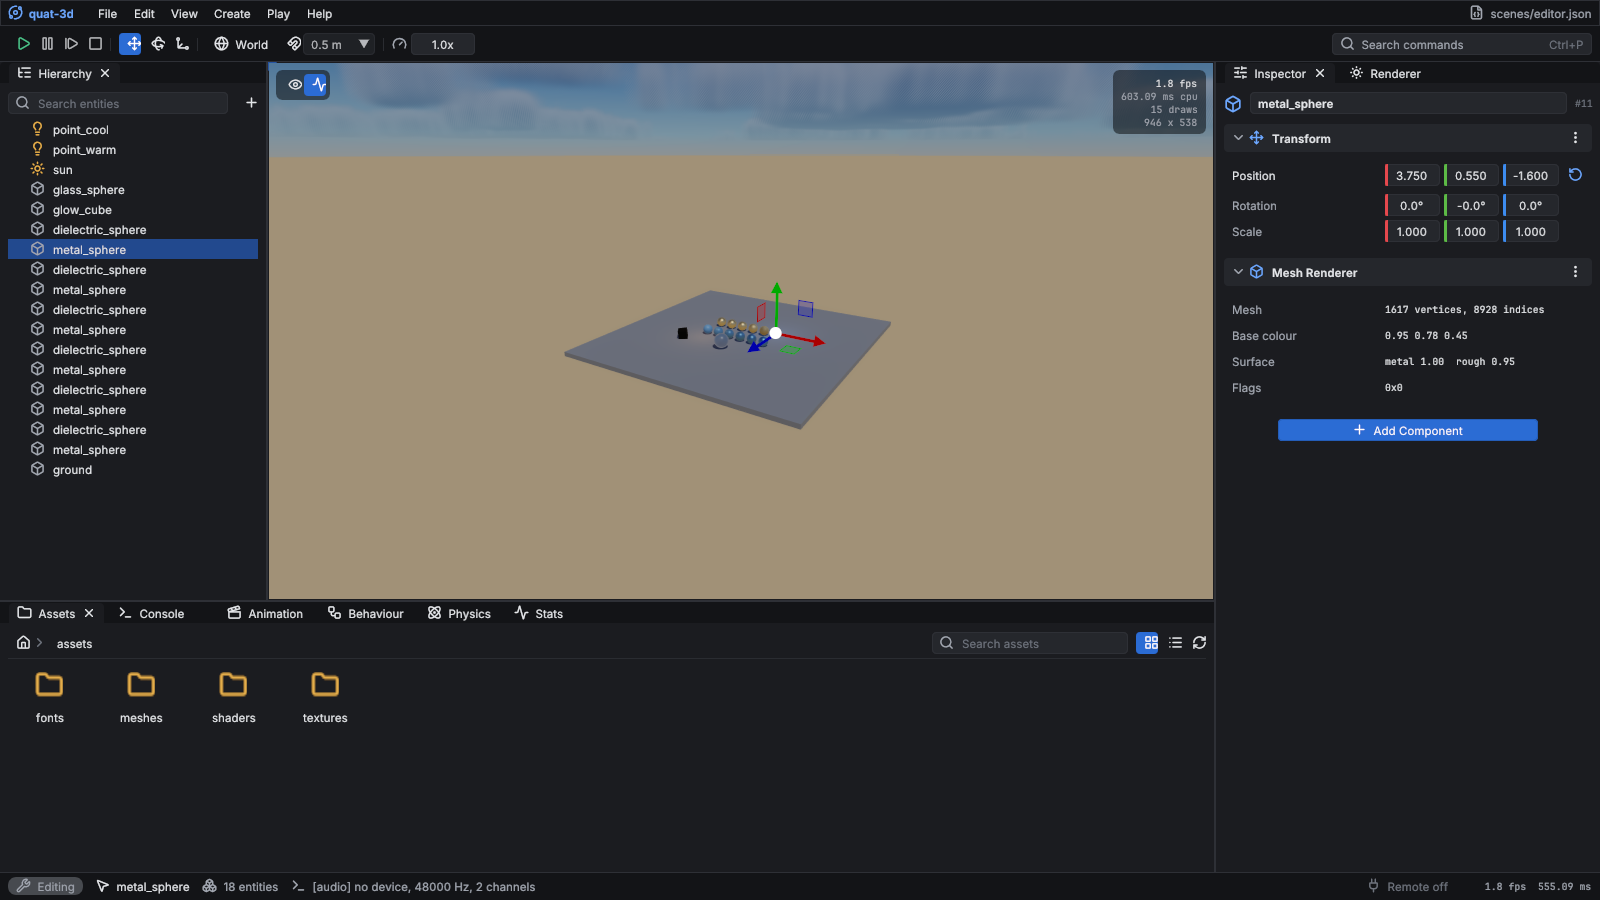 quat-3d File Edit View Create Play Help scenes/editor.json
World 0.5 m 1.0x Search commands Ctrl+P
Hierarchy
Search entities
point_cool
point_warm
sun
glass_sphere
glow_cube
dielectric_sphere
metal_sphere
dielectric_sphere
metal_sphere
dielectric_sphere
metal_sphere
dielectric_sphere
metal_sphere
dielectric_sphere
metal_sphere
dielectric_sphere
metal_sphere
ground
1.8 fps
603.09 ms cpu
15 draws
946 x 538
Inspector Renderer
metal_sphere #11
Transform
Position 3.750 0.550 -1.600
Rotation 0.0° -0.0° 0.0°
Scale 1.000 1.000 1.000
Mesh Renderer
Mesh 1617 vertices, 8928 indices
Base colour 0.95 0.78 0.45
Surface metal 1.00 rough 0.95
Flags 0x0
Add Component
Assets Console Animation Behaviour Physics Stats
assets Search assets
fonts meshes shaders textures
Editing metal_sphere 18 entities [audio] no device, 48000 Hz, 2 channels Remote off 1.8 fps 555.09 ms